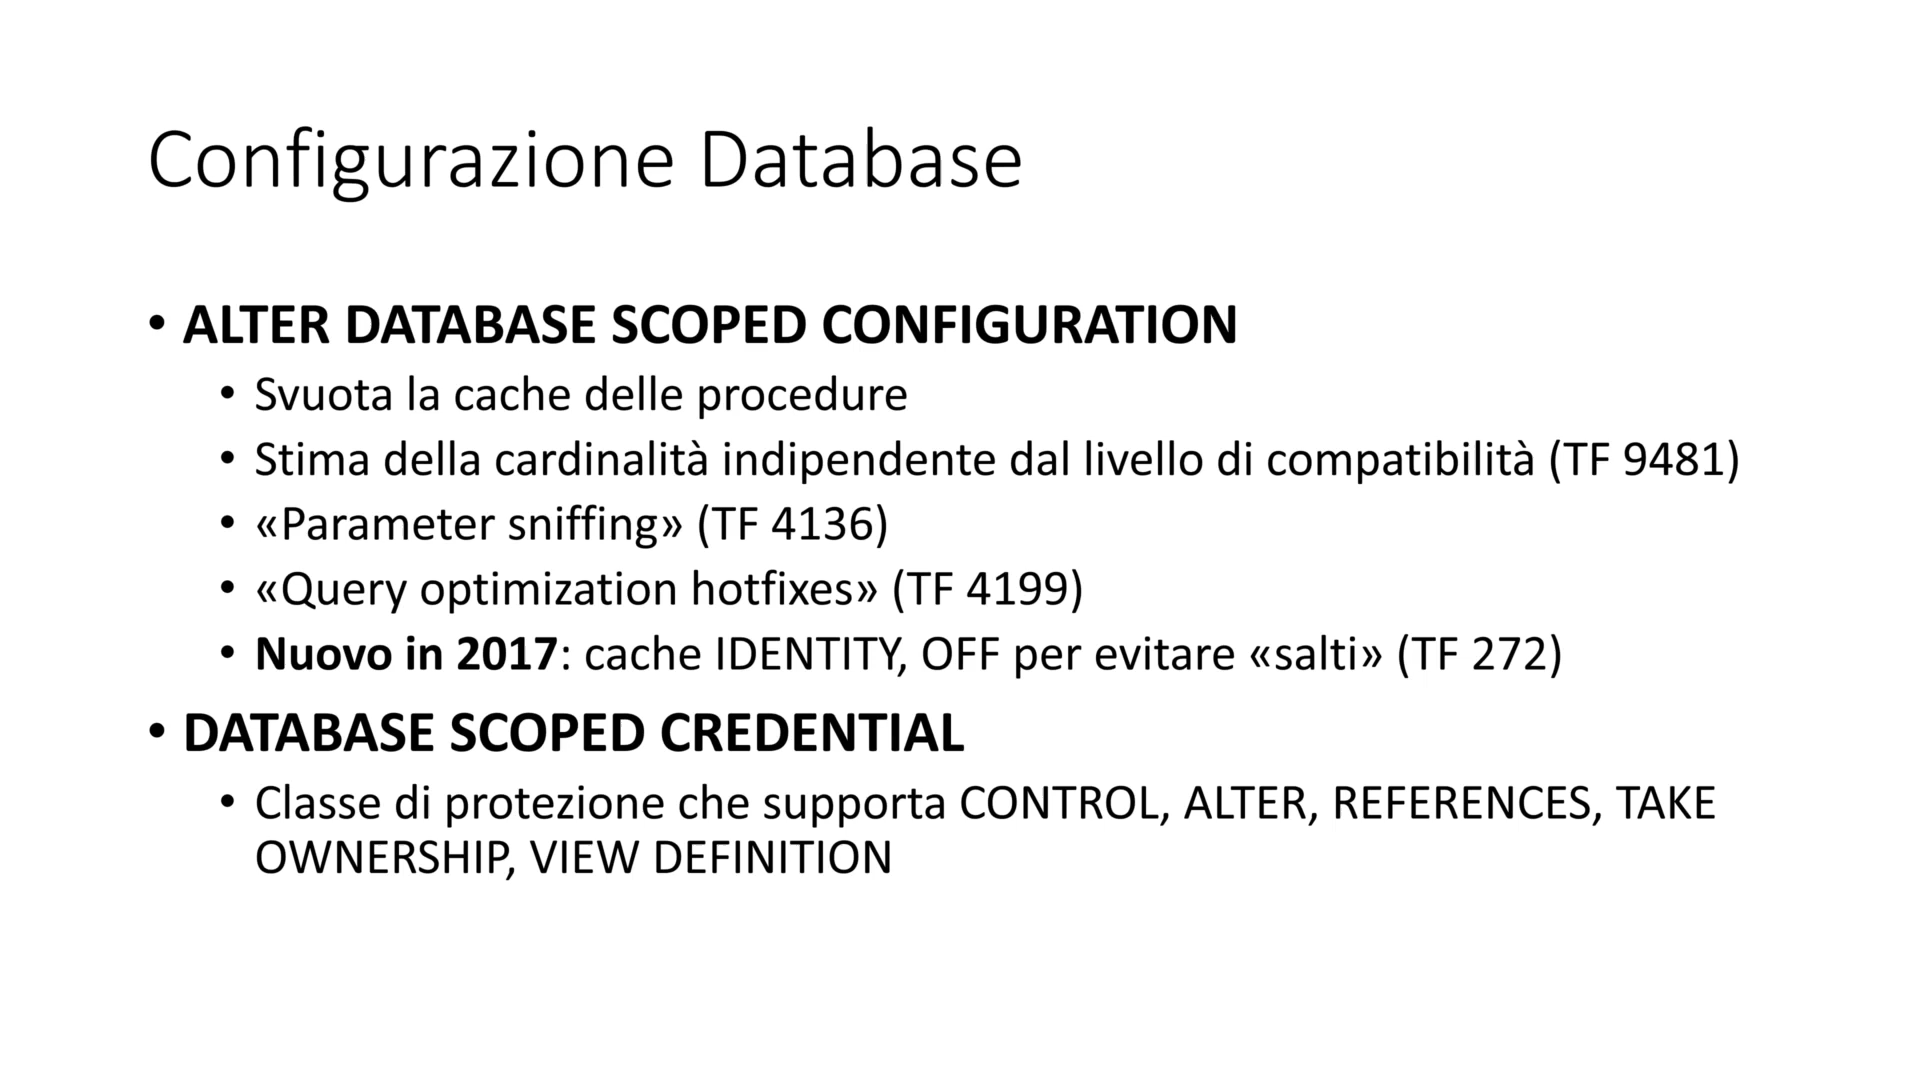 Configurazione Database
• ALTER DATABASE SCOPED CONFIGURATION
• Svuota la cache delle procedure
• Stima della cardinalità indipendente dal livello di compatibilità (TF 9481)
• «Parameter sniffing» (TF 4136)
• «Query optimization hotfixes» (TF 4199)
• Nuovo in 2017: cache IDENTITY, OFF per evitare «salti» (TF 272)
• DATABASE SCOPED CREDENTIAL
• Classe di protezione che supporta CONTROL, ALTER, REFERENCES, TAKE
OWNERSHIP, VIEW DEFINITION